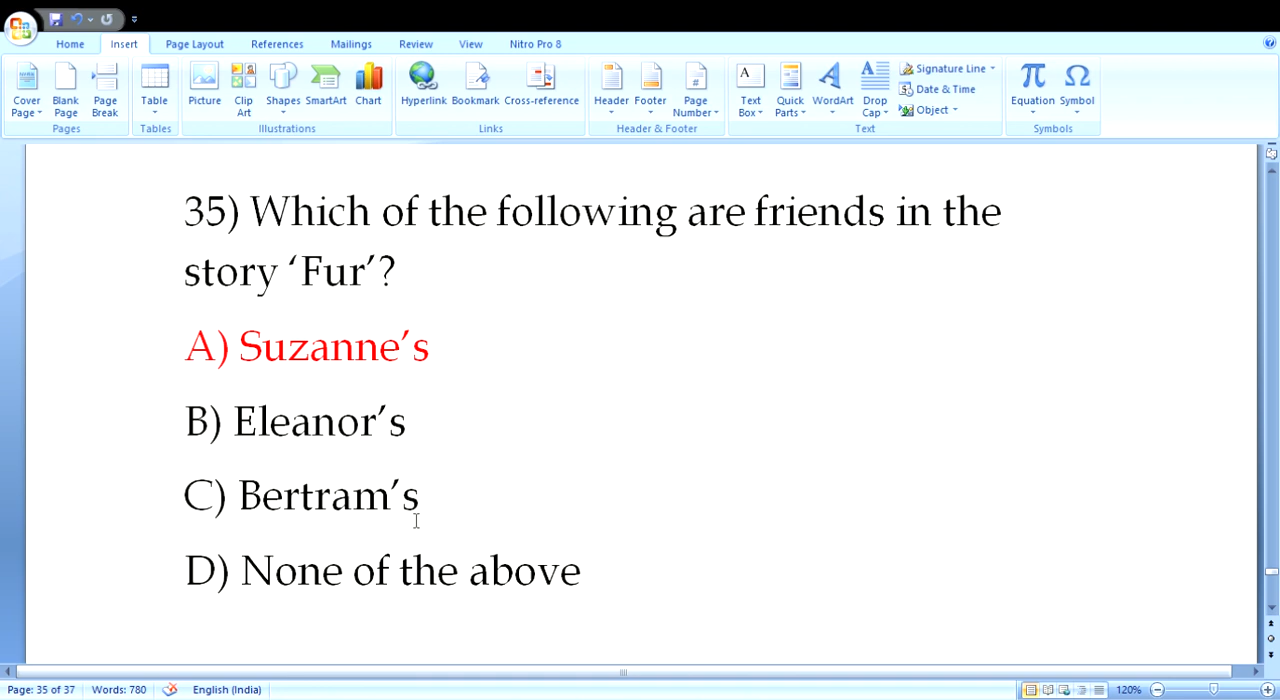 Home Insert Page Layout References Mailings Review View Nitro Pro 8
Cover Page Blank Page Page Break Table Picture Clip Art Shapes SmartArt Chart Hyperlink Bookmark Cross-reference Header Footer Page Number Text Box Quick Parts WordArt Drop Cap Signature Line Date & Time Object Equation Symbol
Pages Tables Illustrations Links Header & Footer Text Symbols
35) Which of the following are friends in the
story ‘Fur’?
A) Suzanne’s
B) Eleanor’s
C) Bertram’s
D) None of the above
Page: 35 of 37 Words: 780 English (India) 120%